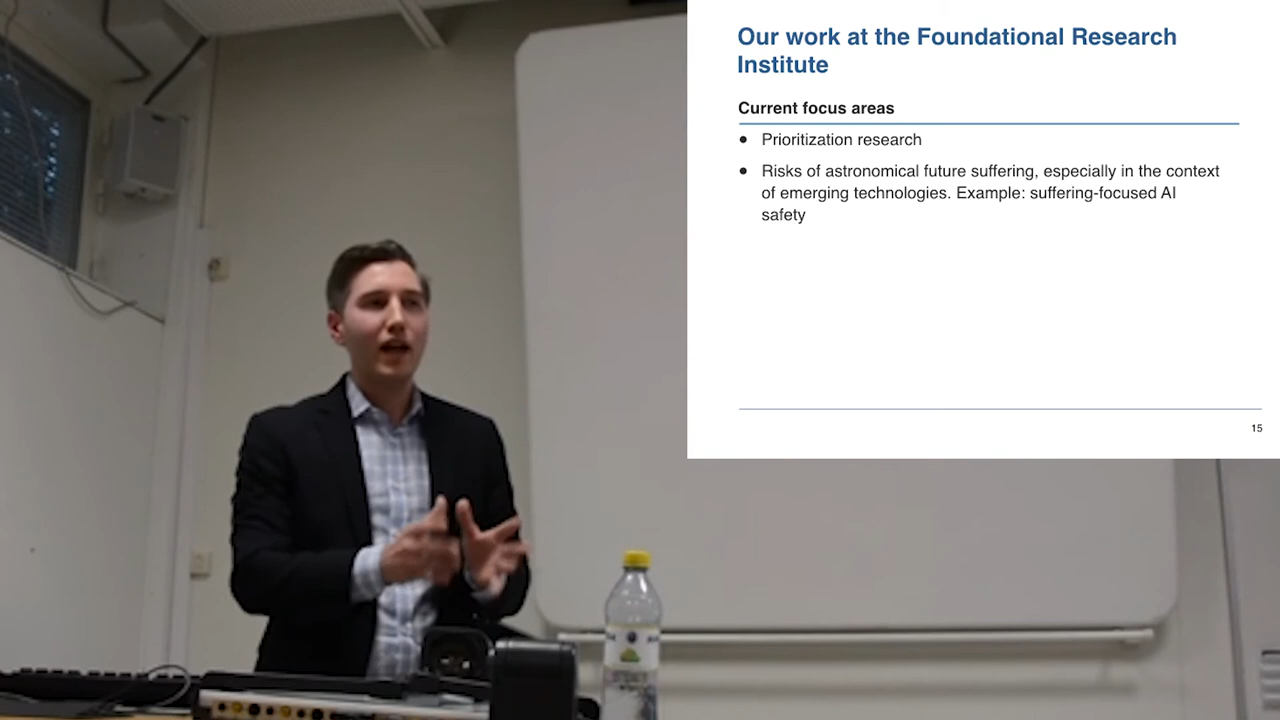 Our work at the Foundational Research
Institute
Current focus areas
● Prioritization research
● Risks of astronomical future suffering, especially in the context
of emerging technologies. Example: suffering-focused AI
safety
15